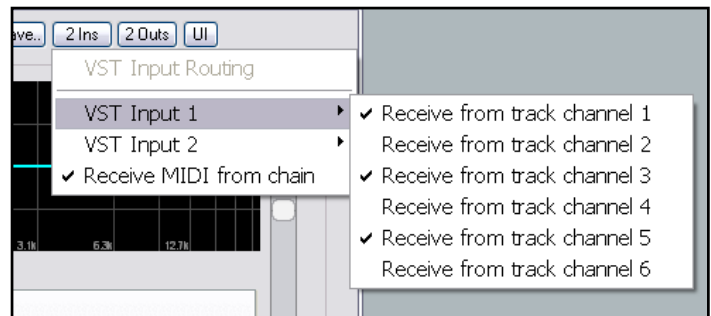 ave.. 2 Ins 2 Outs UI
VST Input Routing
VST Input 1
VST Input 2
✓ Receive MIDI from chain
✓ Receive from track channel 1
Receive from track channel 2
✓ Receive from track channel 3
Receive from track channel 4
✓ Receive from track channel 5
Receive from track channel 6
3.1k 6.3k 12.7k